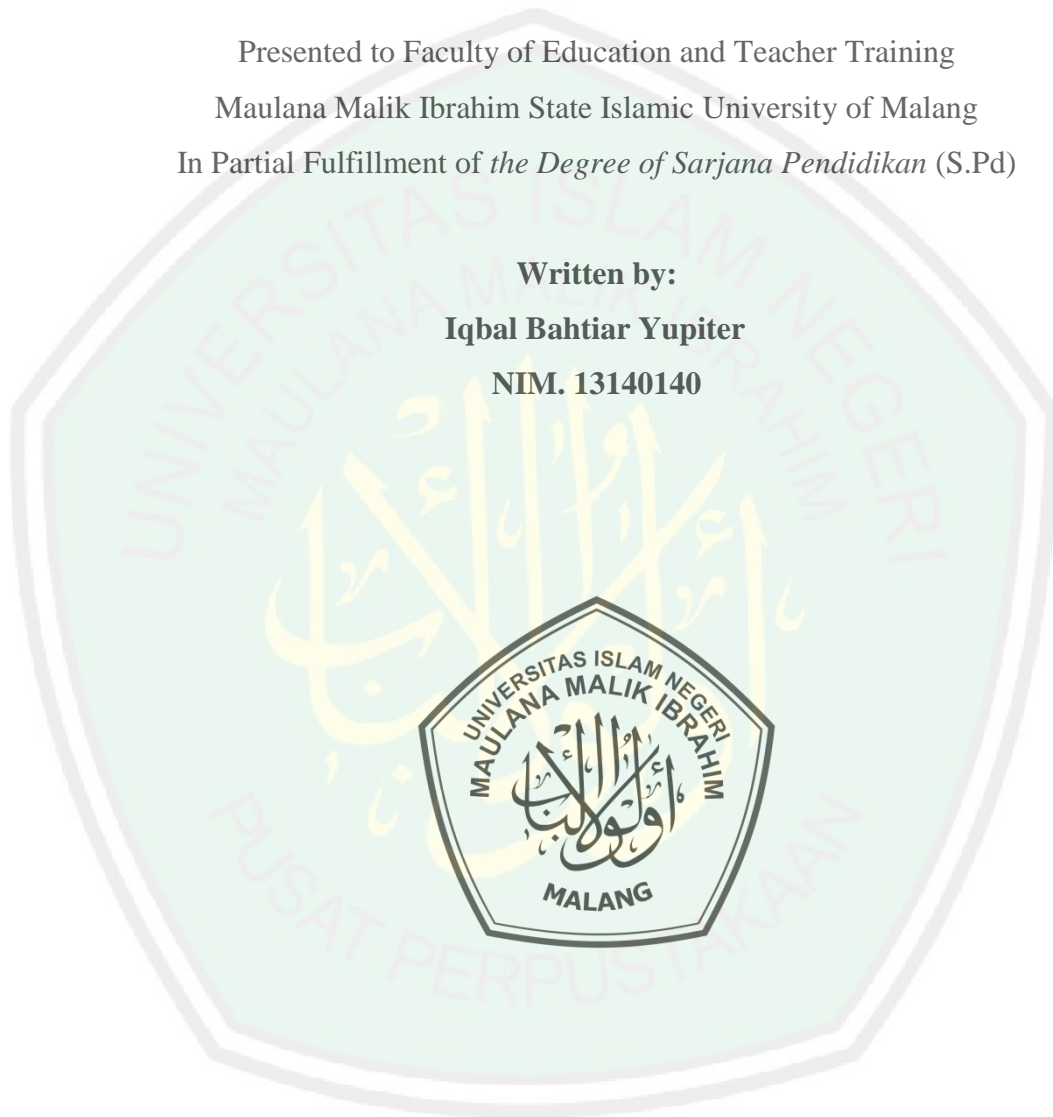 Presented to Faculty of Education and Teacher Training
Maulana Malik Ibrahim State Islamic University of Malang
In Partial Fulfillment of the Degree of Sarjana Pendidikan (S.Pd)
Written by:
Iqbal Bahtiar Yupiter
NIM. 13140140
UNIVERSITAS ISLAM NEGERI
MAULANA MALIK IBRAHIM
أولو الألباب
MALANG
UNIVERSITAS ISLAM NEGERI
MAULANA MALIK IBRAHIM
أولو الألباب
PUSAT PERPUSTAKAAN